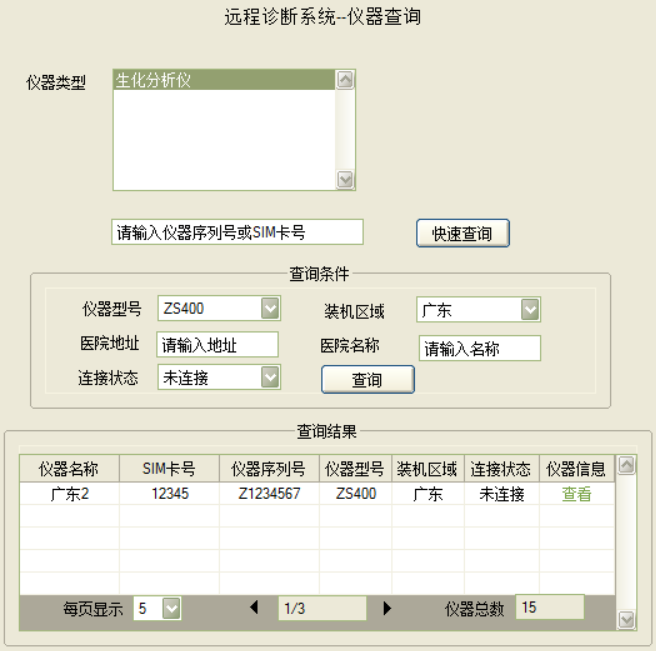 远程诊断系统--仪器查询
仪器类型 生化分析仪
请输入仪器序列号或SIM卡号 快速查询
查询条件
仪器型号 ZS400 装机区域 广东
医院地址 请输入地址 医院名称 请输入名称
连接状态 未连接 查询
查询结果
仪器名称 SIM卡号 仪器序列号 仪器型号 装机区域 连接状态 仪器信息
广东2 12345 Z1234567 ZS400 广东 未连接 查看
每页显示 5 1/3 仪器总数 15